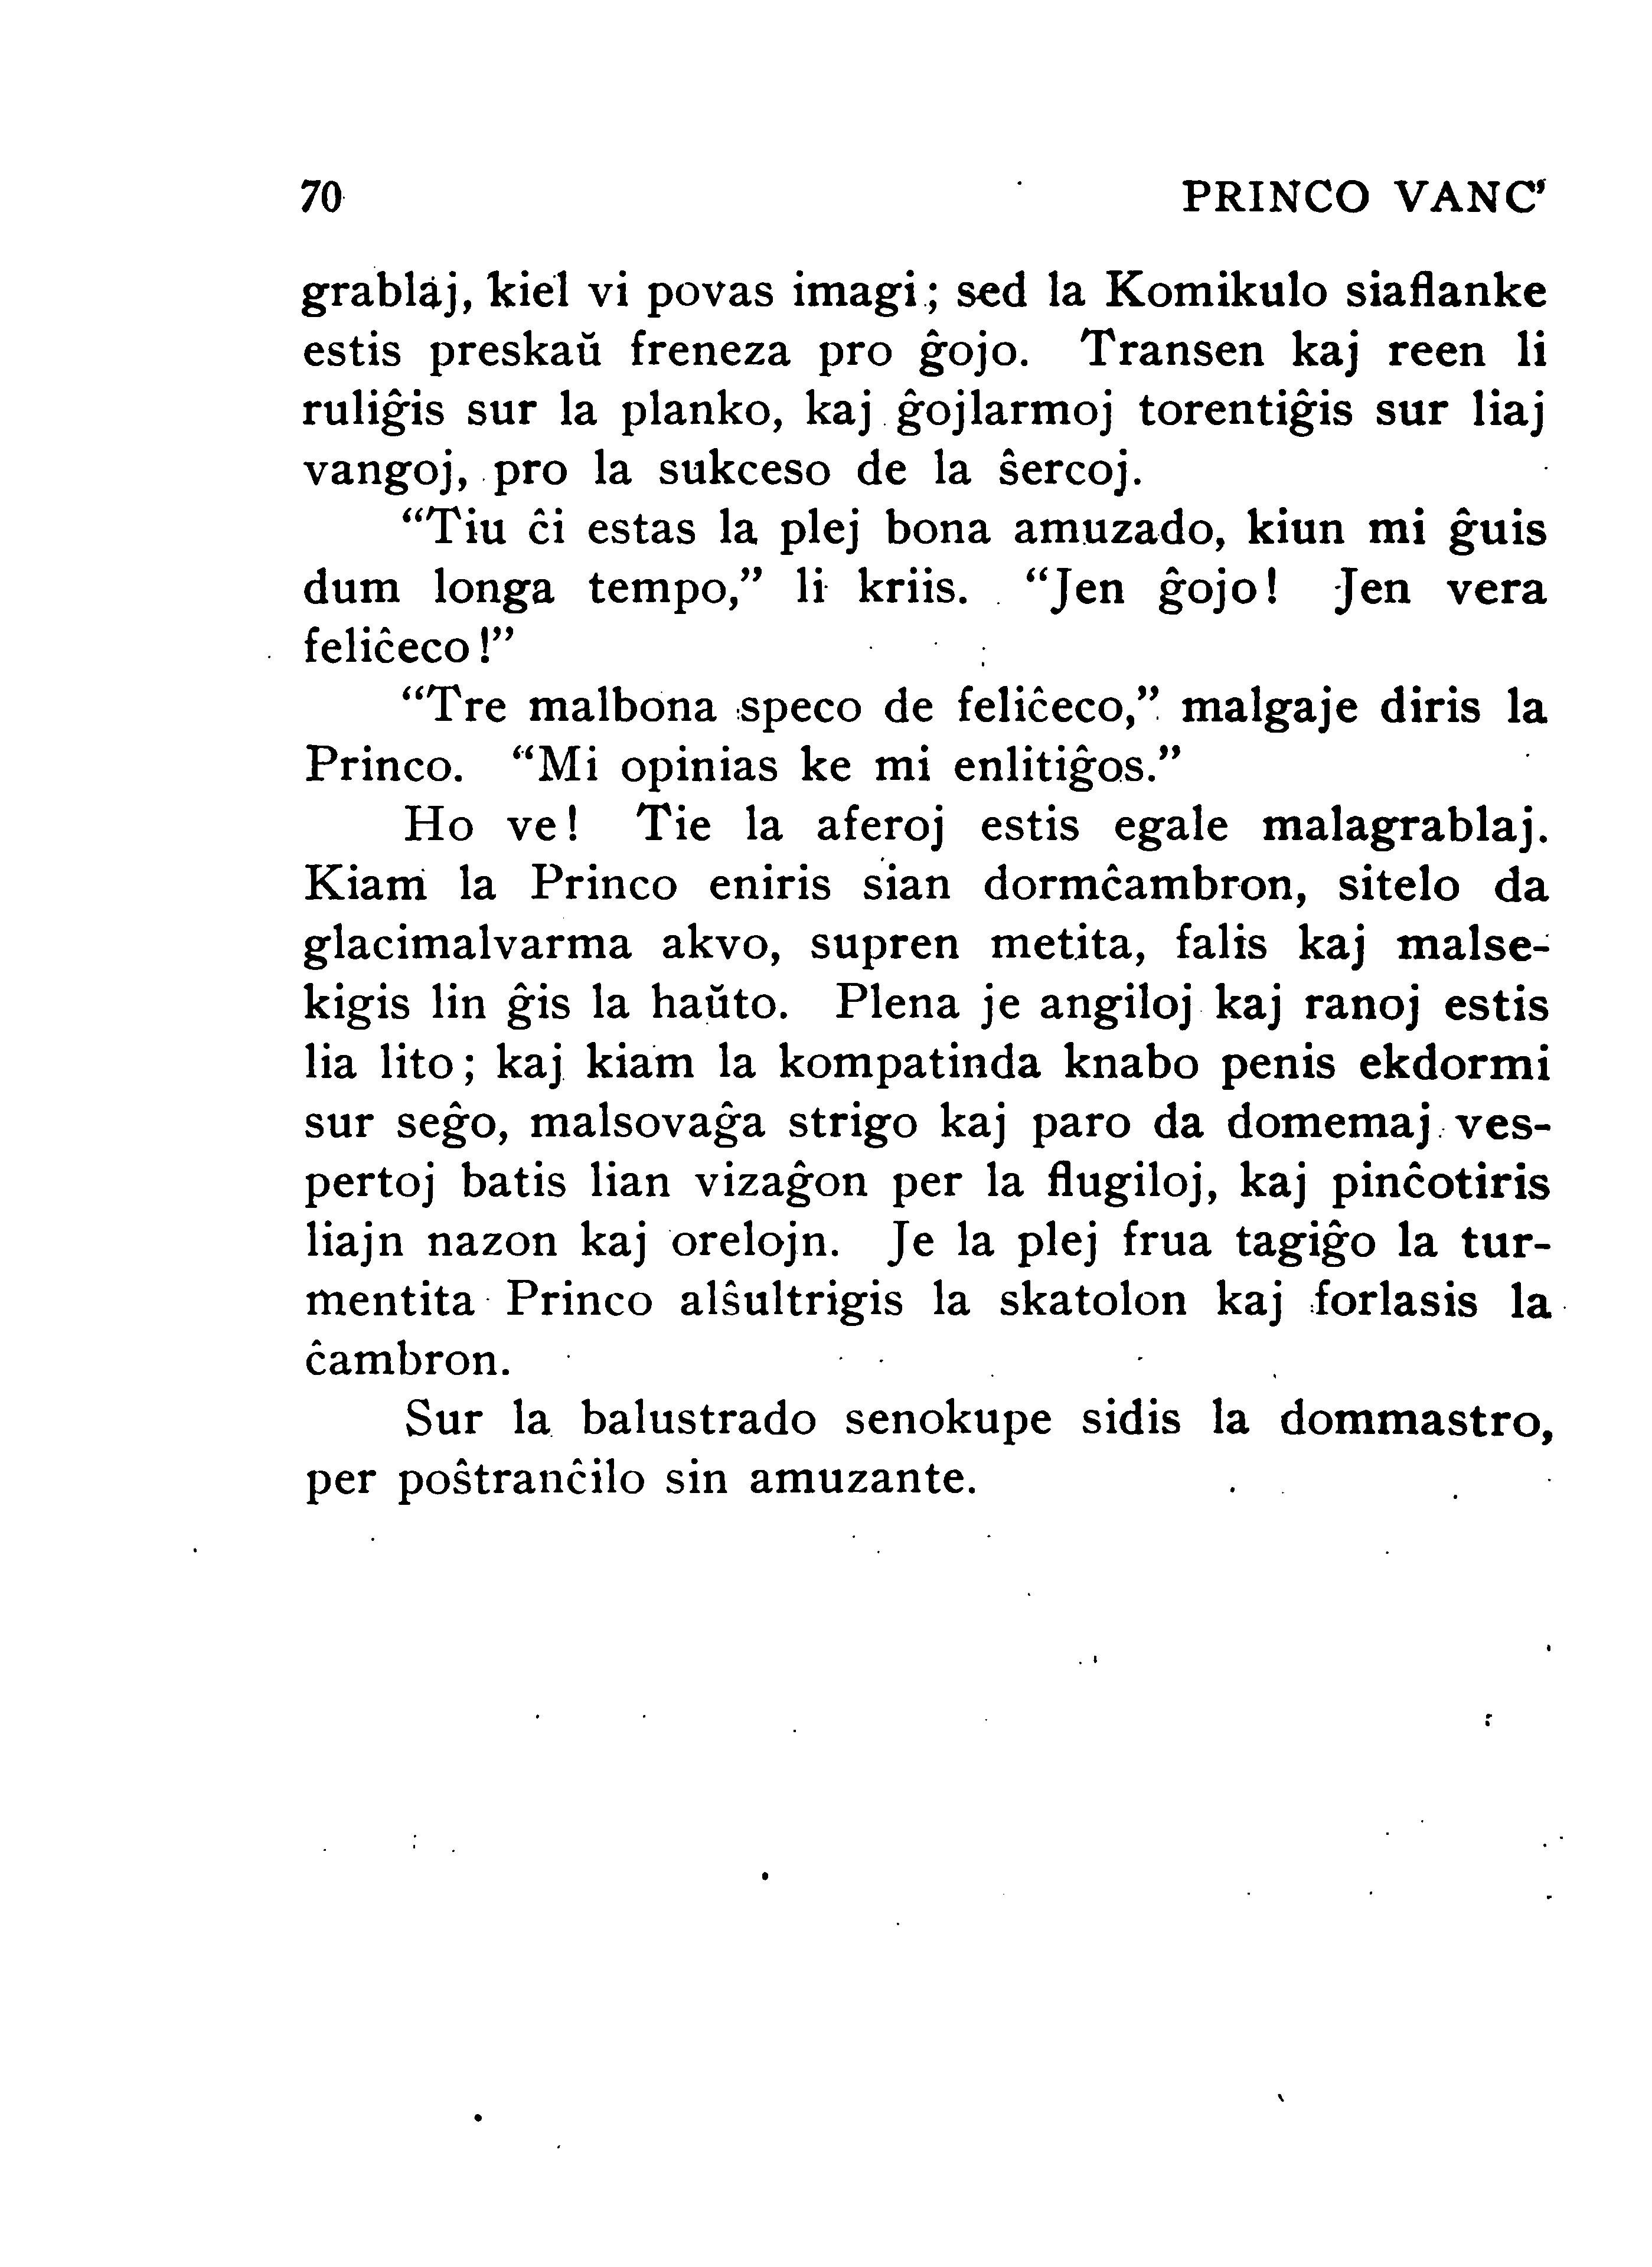 70 PRINCO VANC’
grablaj, kiel vi povas imagi; sed la Komikulo siaflanke
estis preskaŭ freneza pro ĝojo. Transen kaj reen li
ruliĝis sur la planko, kaj ĝojlarmoj torentiĝis sur liaj
vangoj, pro la sukceso de la ŝercoj.
“Tiu ĉi estas la plej bona amuzado, kiun mi ĝuis
dum longa tempo,” li kriis. “Jen ĝojo! Jen vera
feliĉeco!”
“Tre malbona speco de feliĉeco,” malgaje diris la
Princo. “Mi opinias ke mi enlitiĝos.”
Ho ve! Tie la aferoj estis egale malagrablaj.
Kiam la Princo eniris sian dormĉambron, sitelo da
glacimalvarma akvo, supren metita, falis kaj malse-
kigis lin ĝis la haŭto. Plena je angiloj kaj ranoj estis
lia lito; kaj kiam la kompatinda knabo penis ekdormi
sur seĝo, malsovaĝa strigo kaj paro da domemaj ves-
pertoj batis lian vizaĝon per la flugiloj, kaj pinĉotiris
liajn nazon kaj orelojn. Je la plej frua tagiĝo la tur-
mentita Princo alŝultrigis la skatolon kaj forlasis la
ĉambron.
Sur la balustrado senokupe sidis la dommastro,
per poŝtranĉilo sin amuzante.